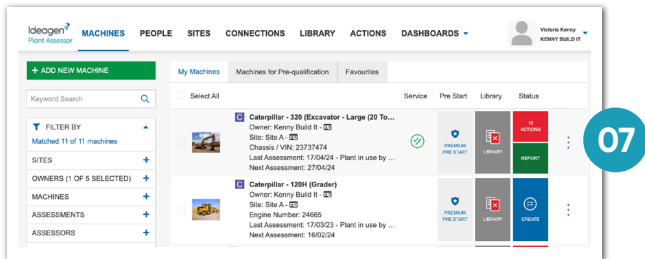 Ideagen
Plant Assessor
MACHINES PEOPLE SITES CONNECTIONS LIBRARY ACTIONS DASHBOARDS
Victoria Kenny
KENNY BUILD IT
+ ADD NEW MACHINE
Keyword Search
FILTER BY
Matched 11 of 11 machines
SITES +
OWNERS (1 OF 5 SELECTED) +
MACHINES +
ASSESSMENTS +
ASSESSORS +
My Machines Machines for Pre-qualification Favourites
Select All Service Pre Start Library Status
C Caterpillar - 320 (Excavator - Large (20 To...
Owner: Kenny Build It -
Site: Site A -
Chassis / VIN: 23737474
Last Assessment: 17/04/24 - Plant in use by ...
Next Assessment: 27/04/24
PREMIUM
PRE START
LIBRARY
10
ACTIONS
REPORT
C Caterpillar - 120H (Grader)
Owner: Kenny Build It -
Site: Site A -
Engine Number: 24665
Last Assessment: 17/03/23 - Plant in use by ...
Next Assessment: 16/02/24
PREMIUM
PRE START
LIBRARY
CREATE
07